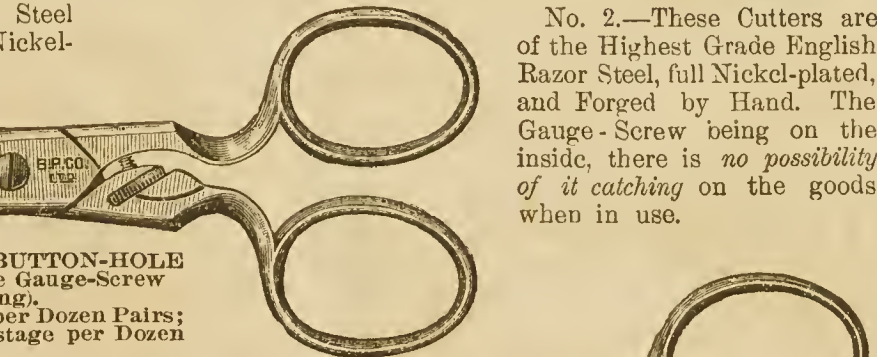 Steel
Nickel-
B.P.CO.
LTD.
BUTTON-HOLE
e Gauge-Screw
ng).
per Dozen Pairs;
stage per Dozen
No. 2.—These Cutters are
of the Highest Grade English
Razor Steel, full Nickel-plated,
and Forged by Hand. The
Gauge-Screw being on the
inside, there is no possibility
of it catching on the goods
when in use.